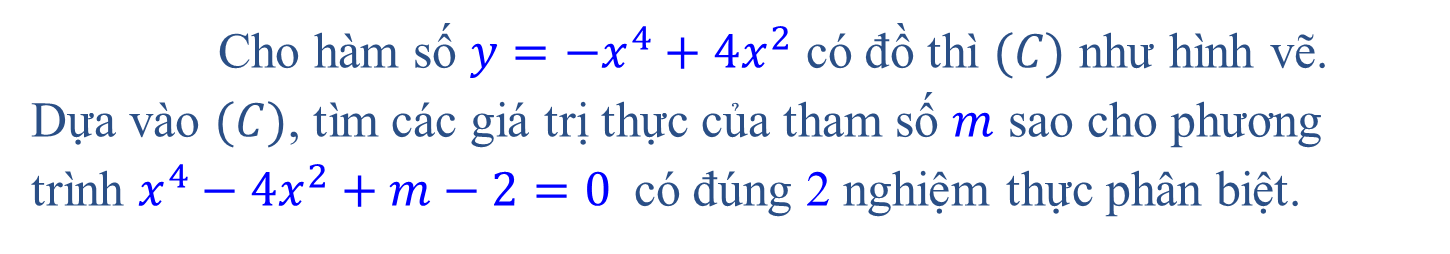 Cho hàm số y = −x⁴ + 4x² có đồ thì (C) như hình vẽ.
Dựa vào (C), tìm các giá trị thực của tham số m sao cho phương
trình x⁴ − 4x² + m − 2 = 0 có đúng 2 nghiệm thực phân biệt.